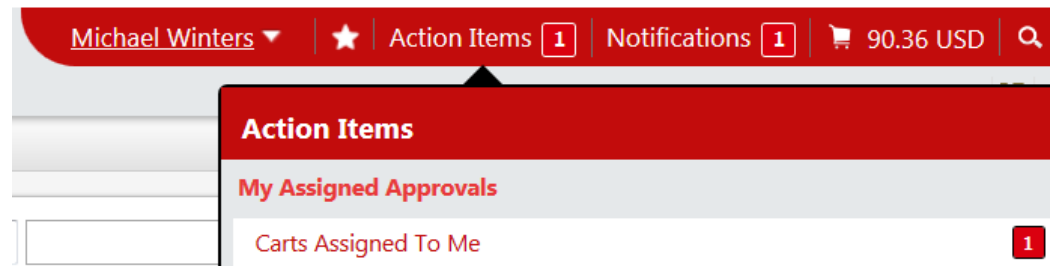 Michael Winters Action Items 1 Notifications 1 90.36 USD
Action Items
My Assigned Approvals
Carts Assigned To Me 1